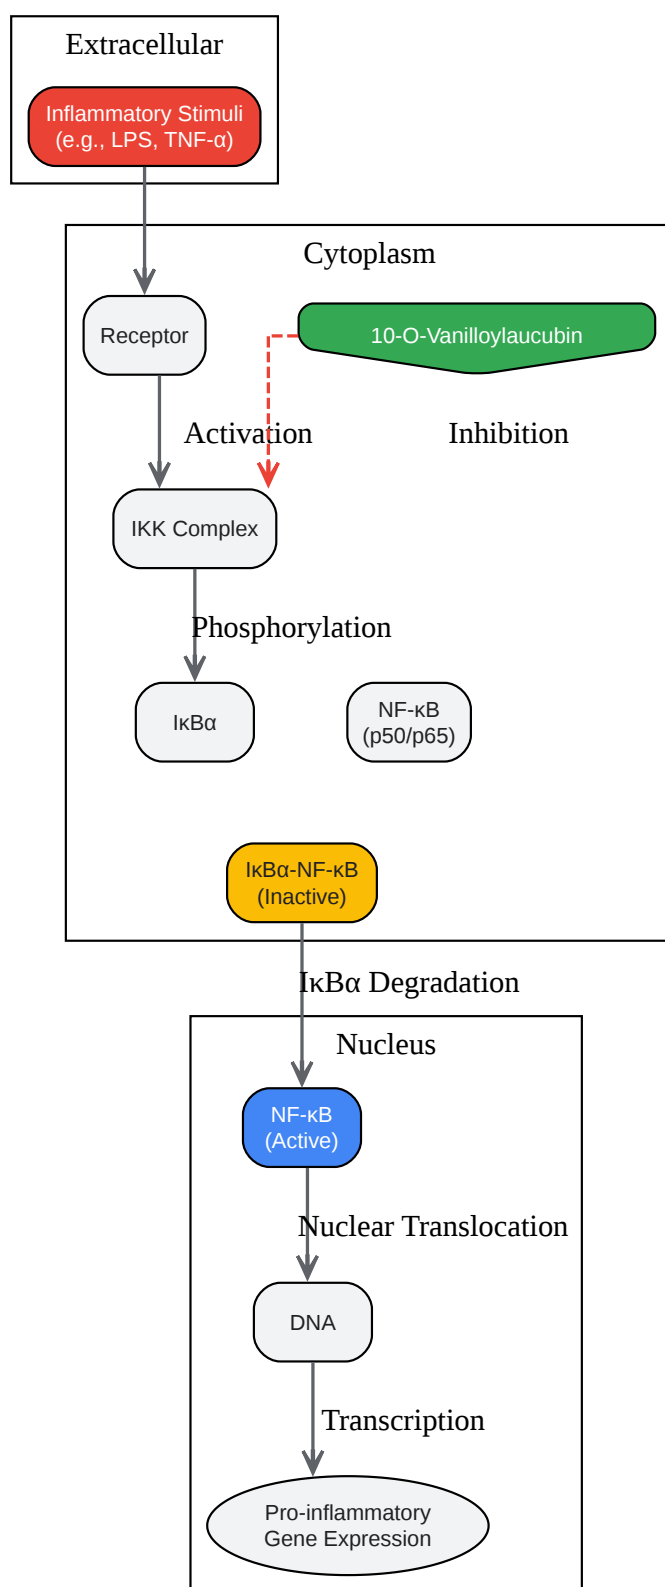 Extracellular
Inflammatory Stimuli
(e.g., LPS, TNF-α)
Cytoplasm
Receptor
10-O-Vanilloylaucubin
Activation
Inhibition
IKK Complex
Phosphorylation
IκBα
NF-κB
(p50/p65)
IκBα-NF-κB
(Inactive)
IκBα Degradation
Nucleus
NF-κB
(Active)
Nuclear Translocation
DNA
Transcription
Pro-inflammatory
Gene Expression